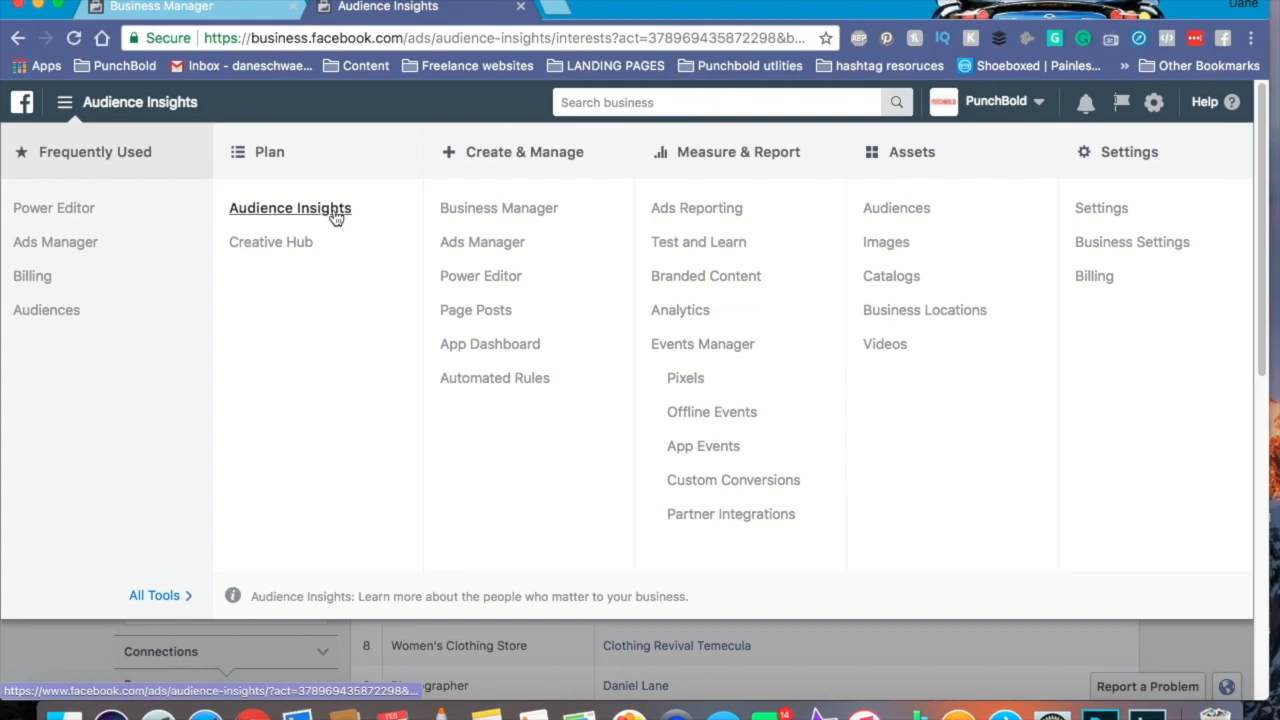 Business Manager
Audience Insights
Dane
Secure https://business.facebook.com/ads/audience-insights/interests?act=378969435872298&b...
Apps PunchBold Inbox - daneschwae... Content Freelance websites LANDING PAGES Punchbold utlities hashtag resoruces Shoeboxed | Painles... » Other Bookmarks
Audience Insights
Search business
PunchBold
Help
Frequently Used
Power Editor
Ads Manager
Billing
Audiences
All Tools
Plan
Audience Insights
Creative Hub
Create & Manage
Business Manager
Ads Manager
Power Editor
Page Posts
App Dashboard
Automated Rules
Measure & Report
Ads Reporting
Test and Learn
Branded Content
Analytics
Events Manager
Pixels
Offline Events
App Events
Custom Conversions
Partner Integrations
Assets
Audiences
Images
Catalogs
Business Locations
Videos
Settings
Settings
Business Settings
Billing
Audience Insights: Learn more about the people who matter to your business.
Connections
8 Women's Clothing Store Clothing Revival Temecula
Daniel Lane
https://www.facebook.com/ads/audience-insights/?act=378969435872298&...
Report a Problem
FEB
14